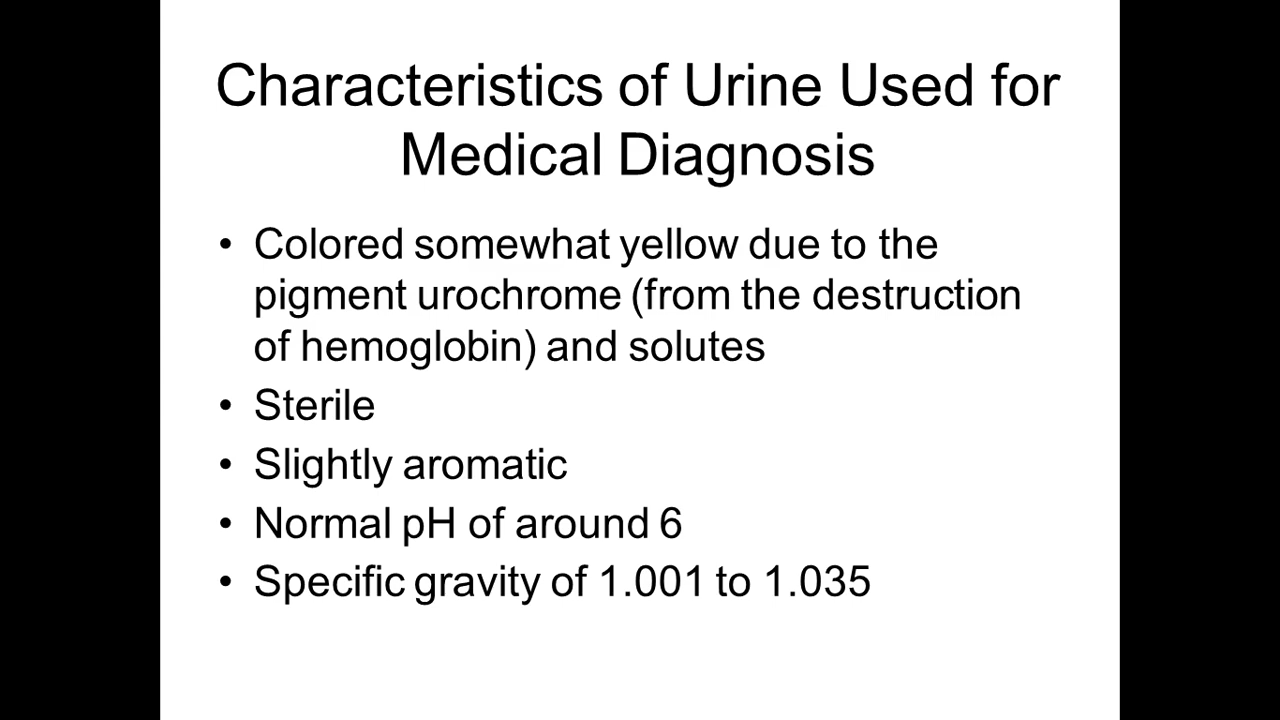 Characteristics of Urine Used for
Medical Diagnosis
• Colored somewhat yellow due to the
pigment urochrome (from the destruction
of hemoglobin) and solutes
• Sterile
• Slightly aromatic
• Normal pH of around 6
• Specific gravity of 1.001 to 1.035